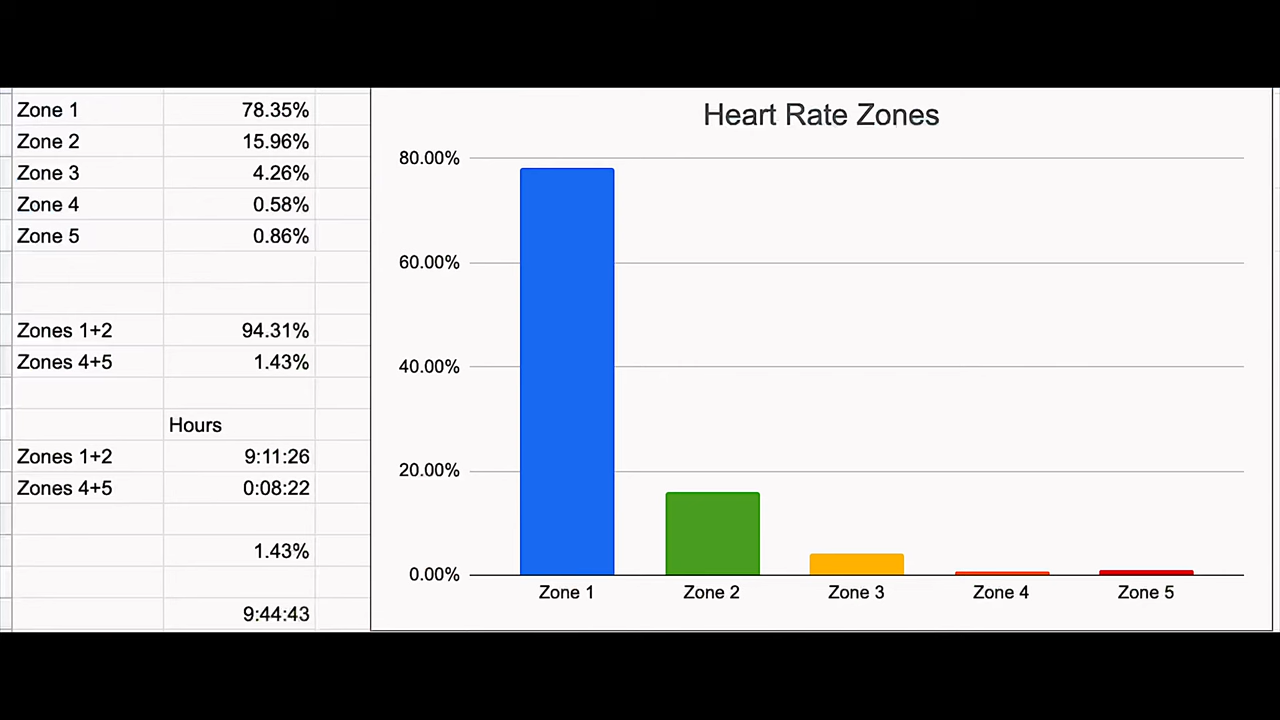 Zone 1 78.35%
Zone 2 15.96%
Zone 3 4.26%
Zone 4 0.58%
Zone 5 0.86%
Zones 1+2 94.31%
Zones 4+5 1.43%
Hours
Zones 1+2 9:11:26
Zones 4+5 0:08:22
1.43%
9:44:43
Heart Rate Zones
80.00%
60.00%
40.00%
20.00%
0.00%
Zone 1 Zone 2 Zone 3 Zone 4 Zone 5